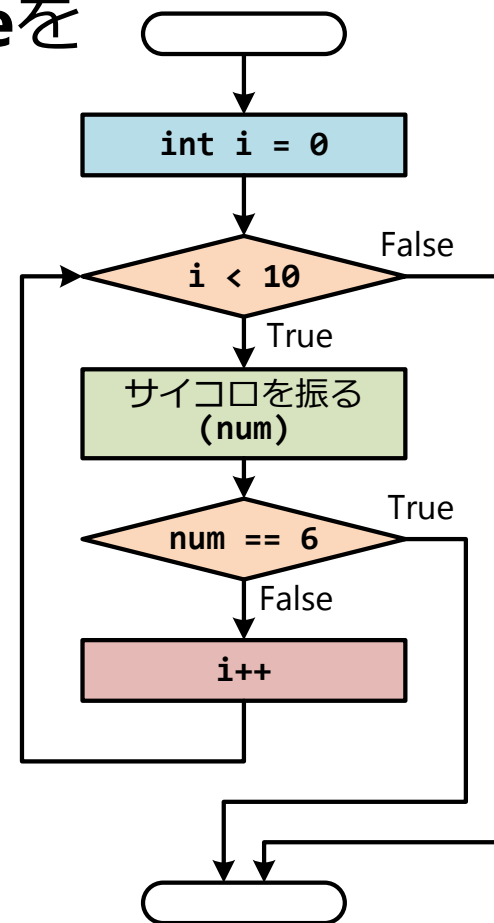 eを
int i = 0
i < 10
False
True
サイコロを振る
(num)
num == 6
True
False
i++